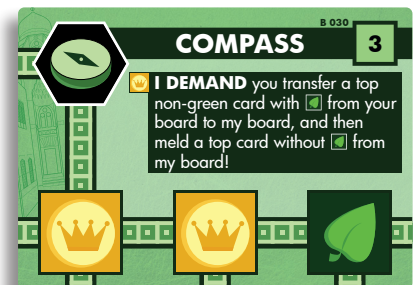 B 030
COMPASS
3
I DEMAND you transfer a top
non-green card with from your
board to my board, and then
meld a top card without from
my board!